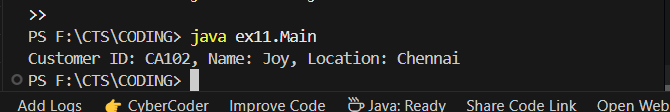 >>
PS F:\CTS\CODING> java ex11.Main
Customer ID: CA102, Name: Joy, Location: Chennai
PS F:\CTS\CODING>
Add Logs CyberCoder Improve Code Java: Ready Share Code Link Open Web